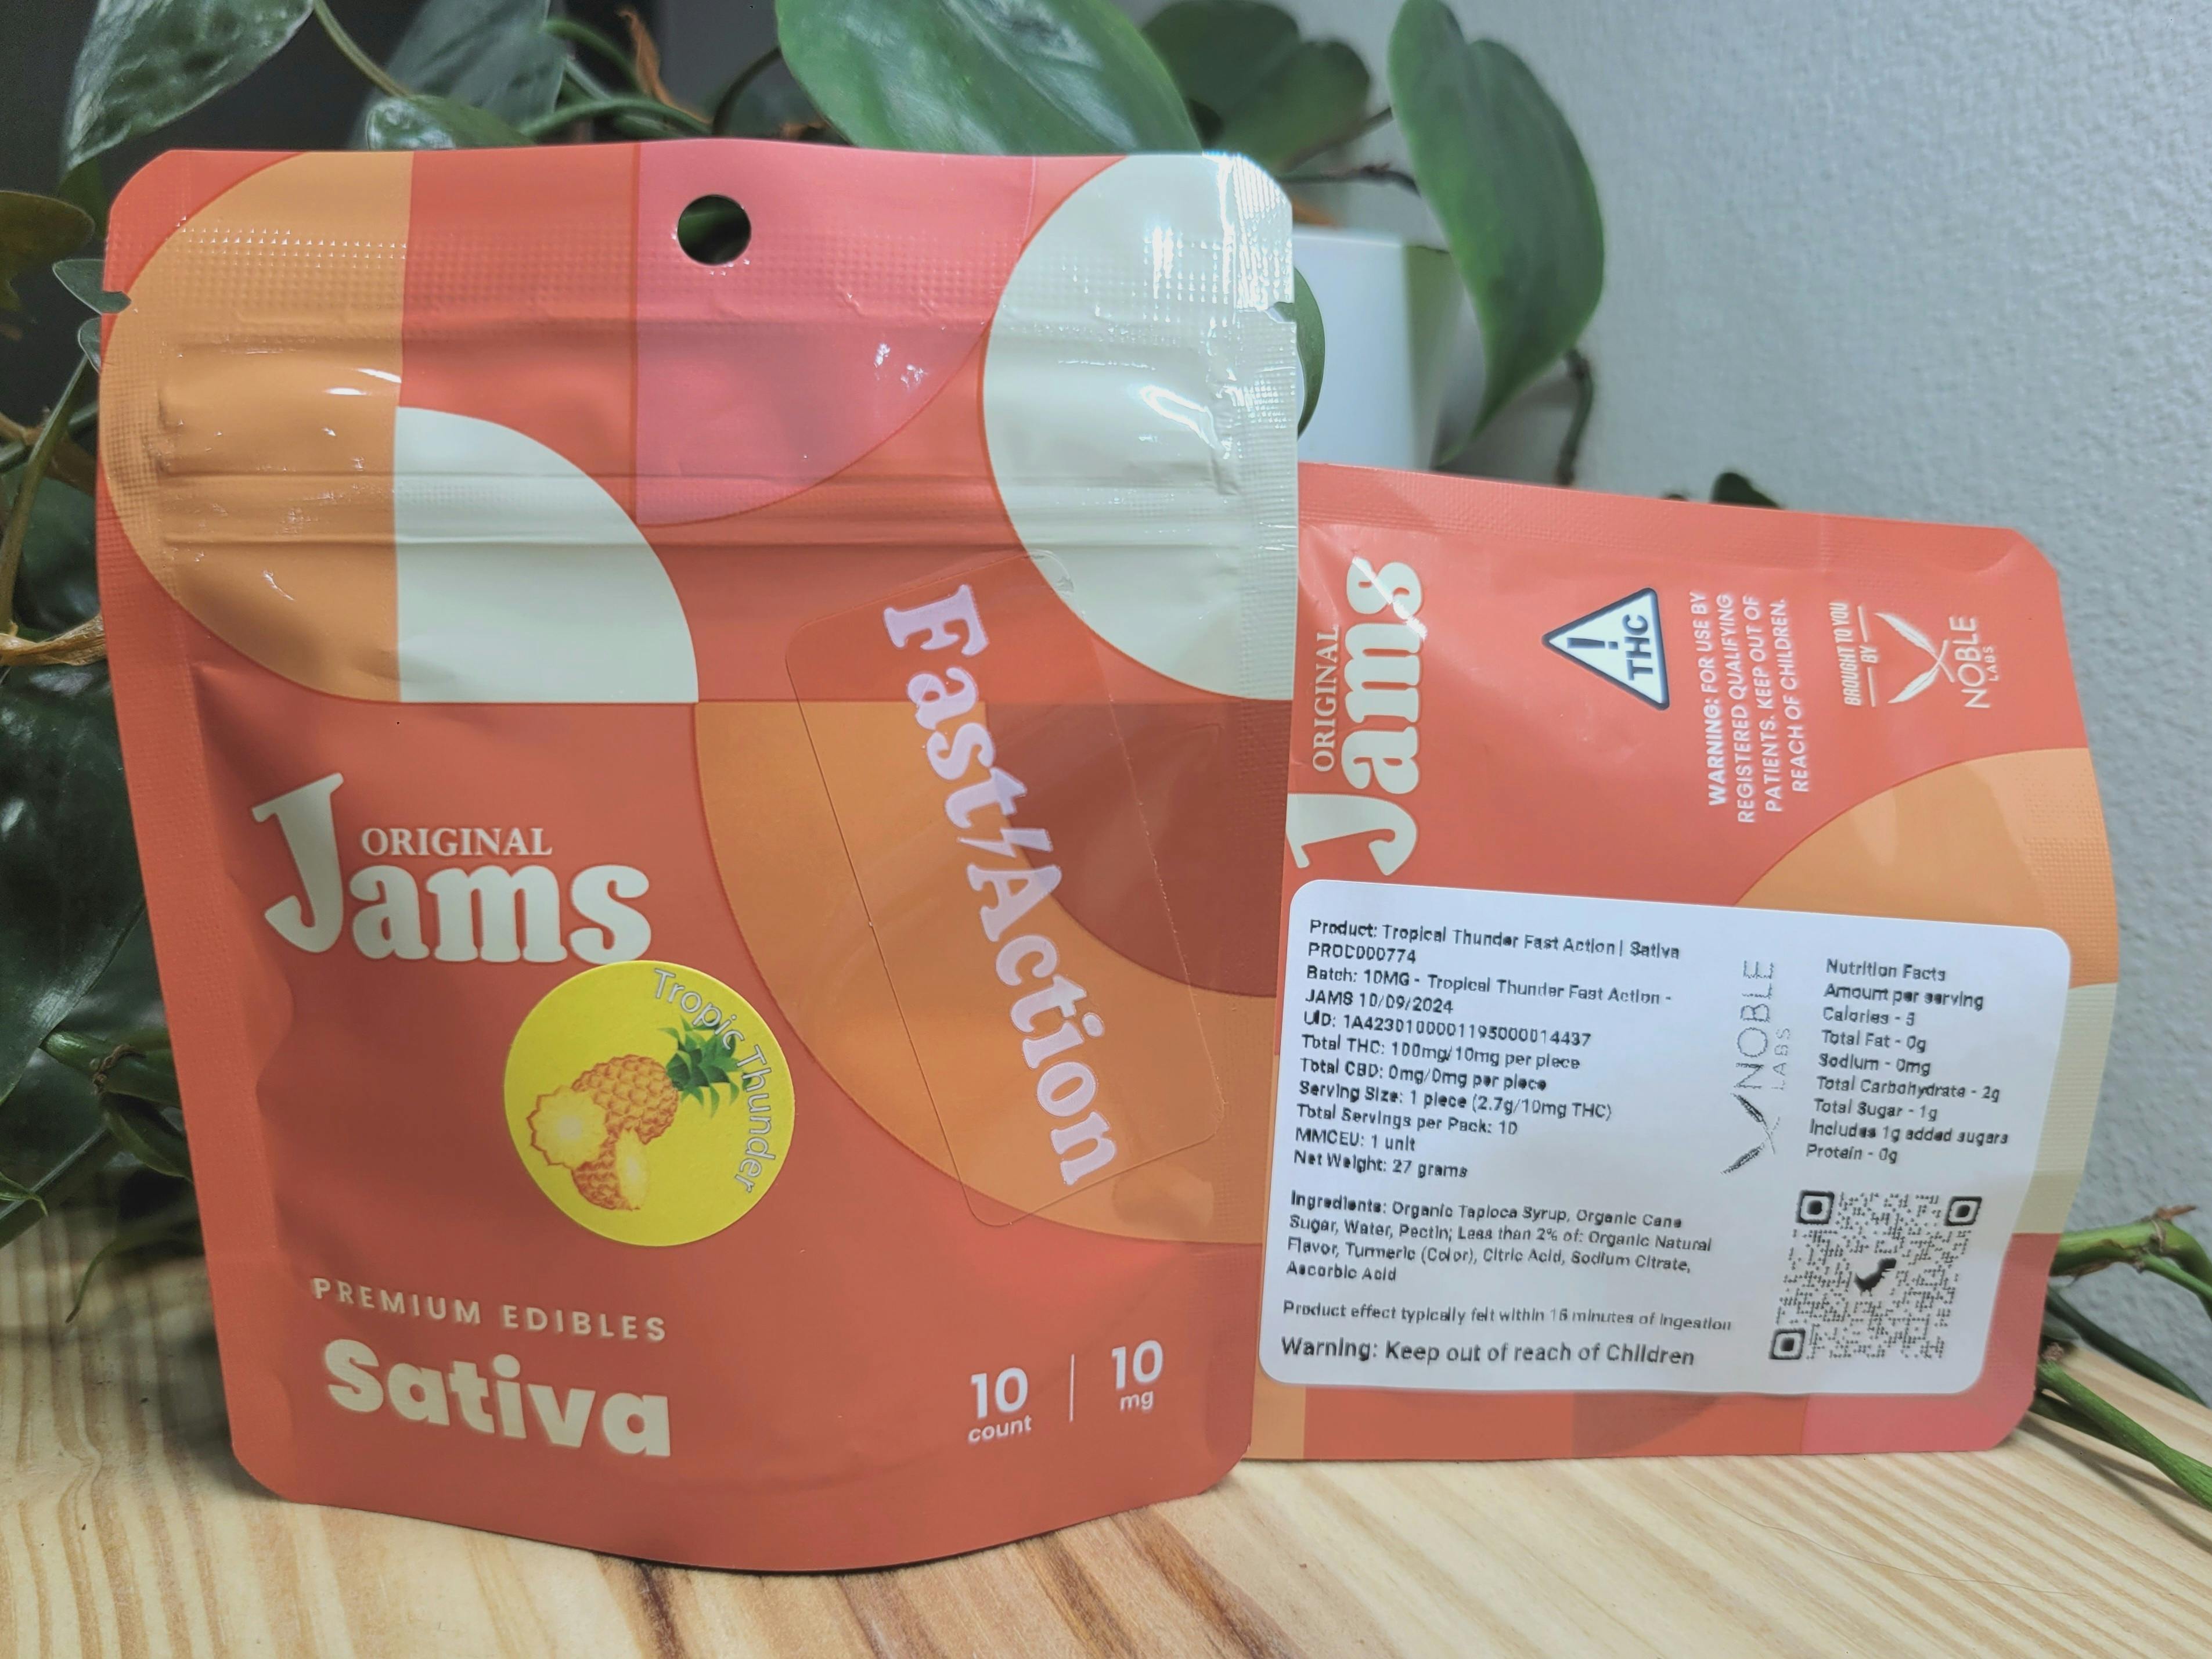 ORIGINAL
Jams
Fast Action
Tropic Thunder
PREMIUM EDIBLES
Sativa
10 count | 10 mg
ORIGINAL
Jams
THC
WARNING: FOR USE BY
REGISTERED QUALIFYING
PATIENTS. KEEP OUT OF
REACH OF CHILDREN.
BROUGHT TO YOU
BY
NOBLE
LABS
Product: Tropical Thunder Fast Action | Sativa
PROD000774
Batch: 10MG - Tropical Thunder Fast Action -
JAMS 10/09/2024
UID: 1A4230100001195000014437
Total THC: 100mg/10mg per piece
Total CBD: 0mg/0mg per piece
Serving Size: 1 piece (2.7g/10mg THC)
Total Servings per Pack: 10
MMCEU: 1 unit
Net Weight: 27 grams
Ingredients: Organic Tapioca Syrup, Organic Cane
Sugar, Water, Pectin; Less than 2% of: Organic Natural
Flavor, Turmeric (Color), Citric Acid, Sodium Citrate,
Ascorbic Acid
Product effect typically felt within minutes of ingestion
Warning: Keep out of reach of Children
NOBLE
LABS
Nutrition Facts
Amount per serving
Calories -
Total Fat - 0g
Sodium - 0mg
Total Carbohydrate - 2g
Total Sugar - 1g
Includes 1g added sugars
Protein - 0g